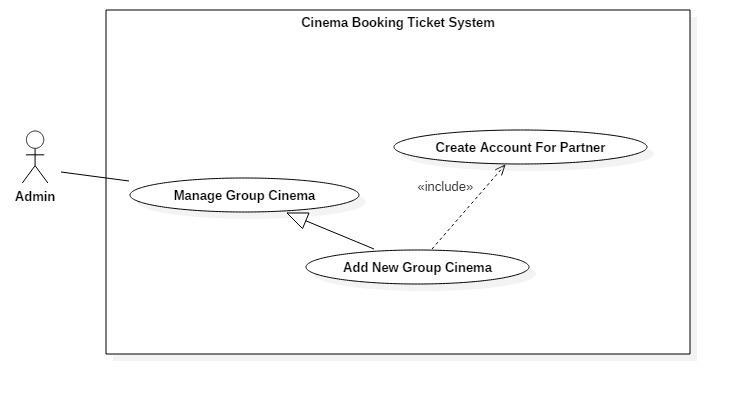 Cinema Booking Ticket System
Create Account For Partner
«include»
Admin
Manage Group Cinema
Add New Group Cinema